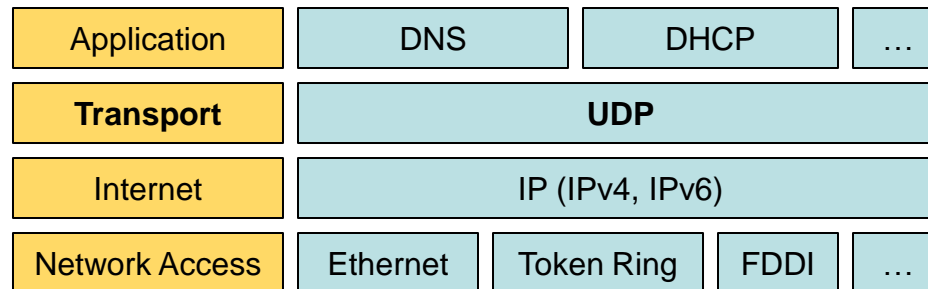 Application DNS DHCP …
Transport UDP
Internet IP (IPv4, IPv6)
Network Access Ethernet Token Ring FDDI …